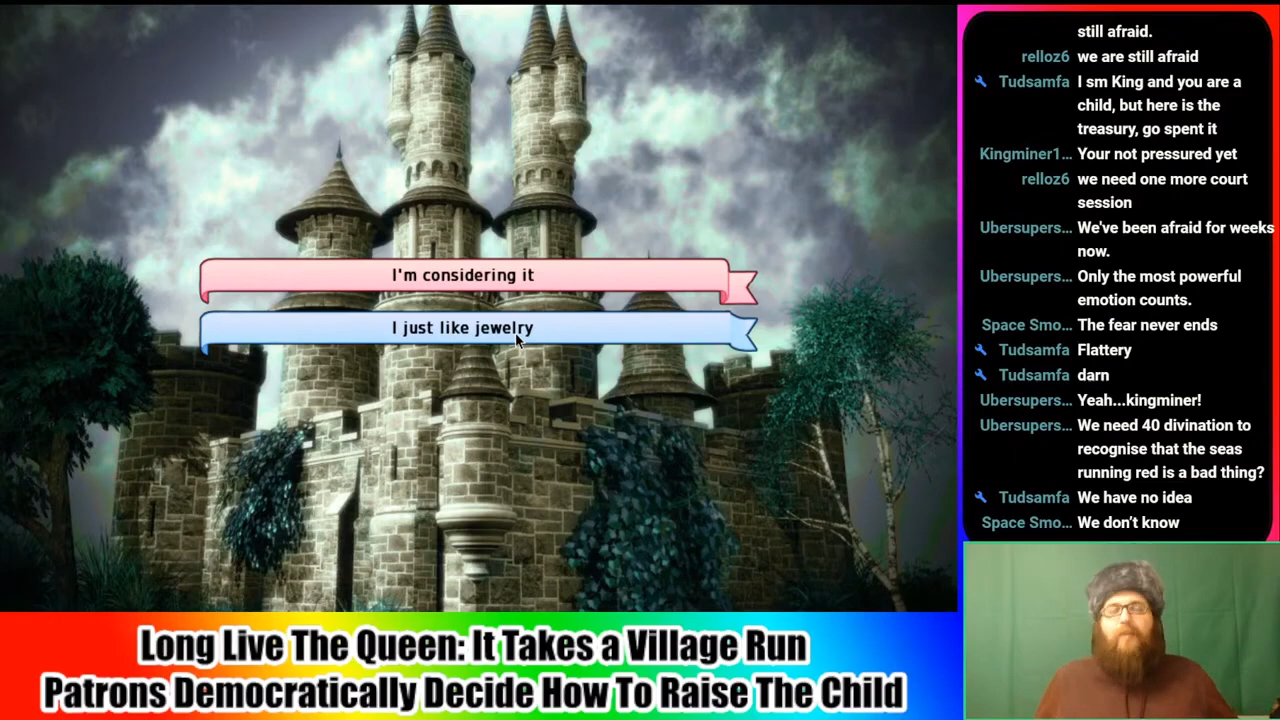 I'm considering it
I just like jewelry
still afraid.
relloz6 we are still afraid
Tudsamfa I sm King and you are a
child, but here is the
treasury, go spent it
Kingminer1... Your not pressured yet
relloz6 we need one more court
session
Ubersupers... We've been afraid for weeks
now.
Ubersupers... Only the most powerful
emotion counts.
Space Smo... The fear never ends
Tudsamfa Flattery
Tudsamfa darn
Ubersupers... Yeah...kingminer!
Ubersupers... We need 40 divination to
recognise that the seas
running red is a bad thing?
Tudsamfa We have no idea
Space Smo... We don't know
Long Live The Queen: It Takes a Village Run
Patrons Democratically Decide How To Raise The Child